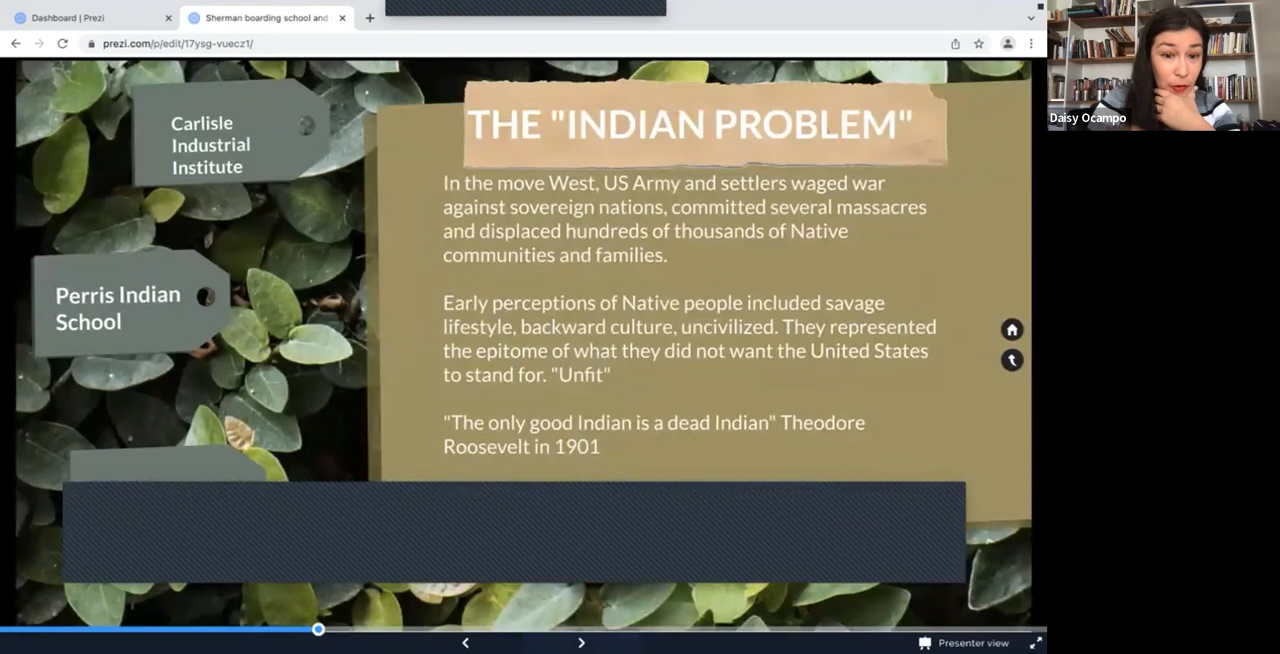 Dashboard | Prezi
Sherman boarding school and
prezi.com/p/edit/17ysg-vuecz1/
Daisy Ocampo
Carlisle
Industrial
Institute
Perris Indian
School
THE "INDIAN PROBLEM"
In the move West, US Army and settlers waged war
against sovereign nations, committed several massacres
and displaced hundreds of thousands of Native
communities and families.
Early perceptions of Native people included savage
lifestyle, backward culture, uncivilized. They represented
the epitome of what they did not want the United States
to stand for. "Unfit"
"The only good Indian is a dead Indian" Theodore
Roosevelt in 1901
Presenter view